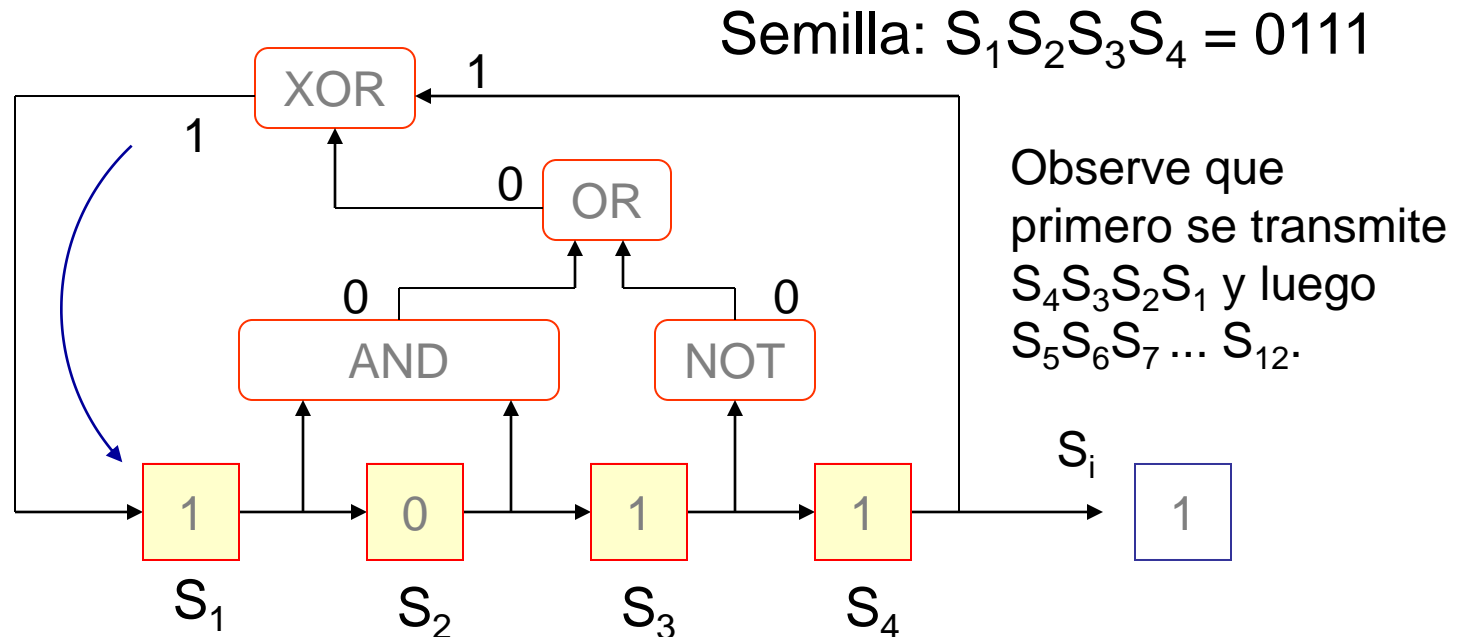 Semilla: S₁S₂S₃S₄ = 0111
XOR
1
1
Observe que
primero se transmite
S₄S₃S₂S₁ y luego
S₅S₆S₇ ... S₁₂.
0
OR
0
0
AND
NOT
Sᵢ
1
0
1
1
1
S₁
S₂
S₃
S₄